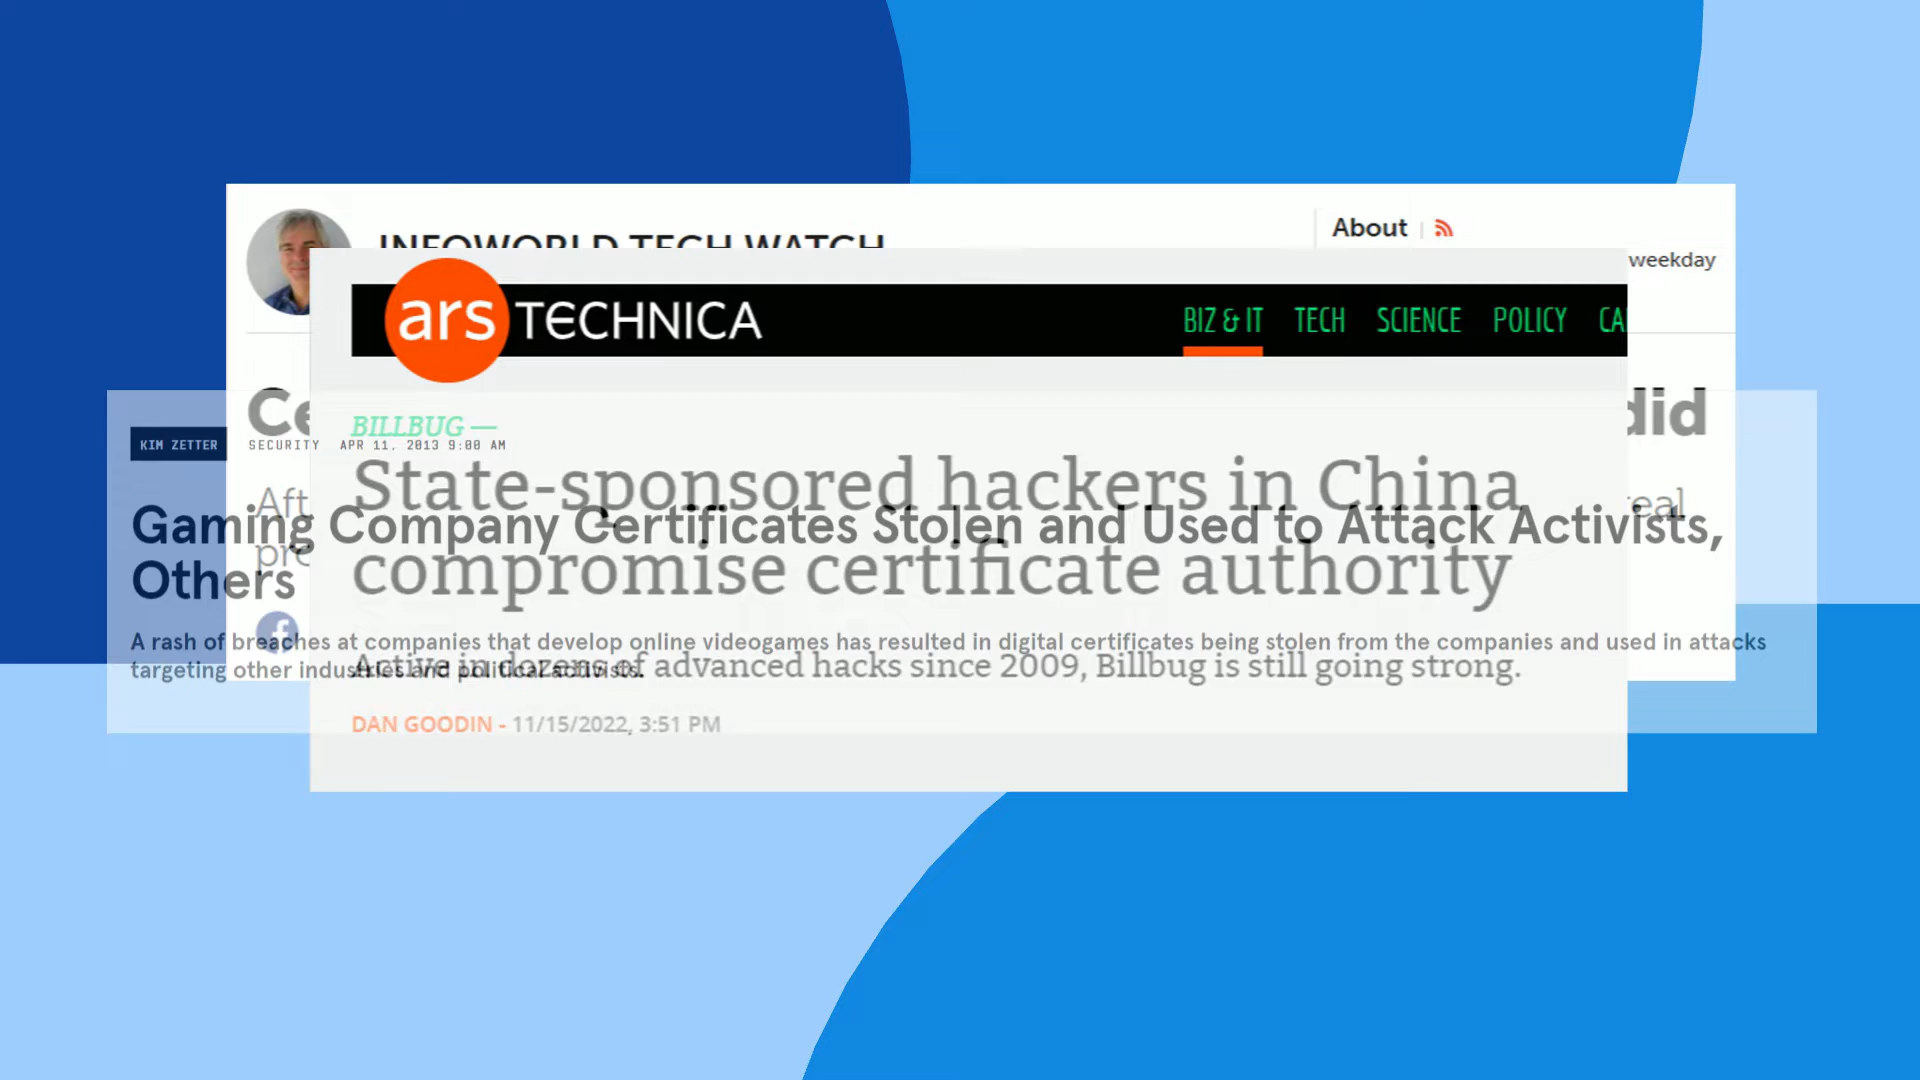 INFOWORLD TECH WATCH
About
weekday
ars TECHNICA
BIZ & IT TECH SCIENCE POLICY
did
BILLBUG —
KIM ZETTER SECURITY APR 11, 2013 9:00 AM
State-sponsored hackers in China
compromise certificate authority
Gaming Company Certificates Stolen and Used to Attack Activists,
Others
A rash of breaches at companies that develop online videogames has resulted in digital certificates being stolen from the companies and used in attacks
targeting other industries and political activists.
Active in dozens of advanced hacks since 2009, Billbug is still going strong.
DAN GOODIN - 11/15/2022, 3:51 PM